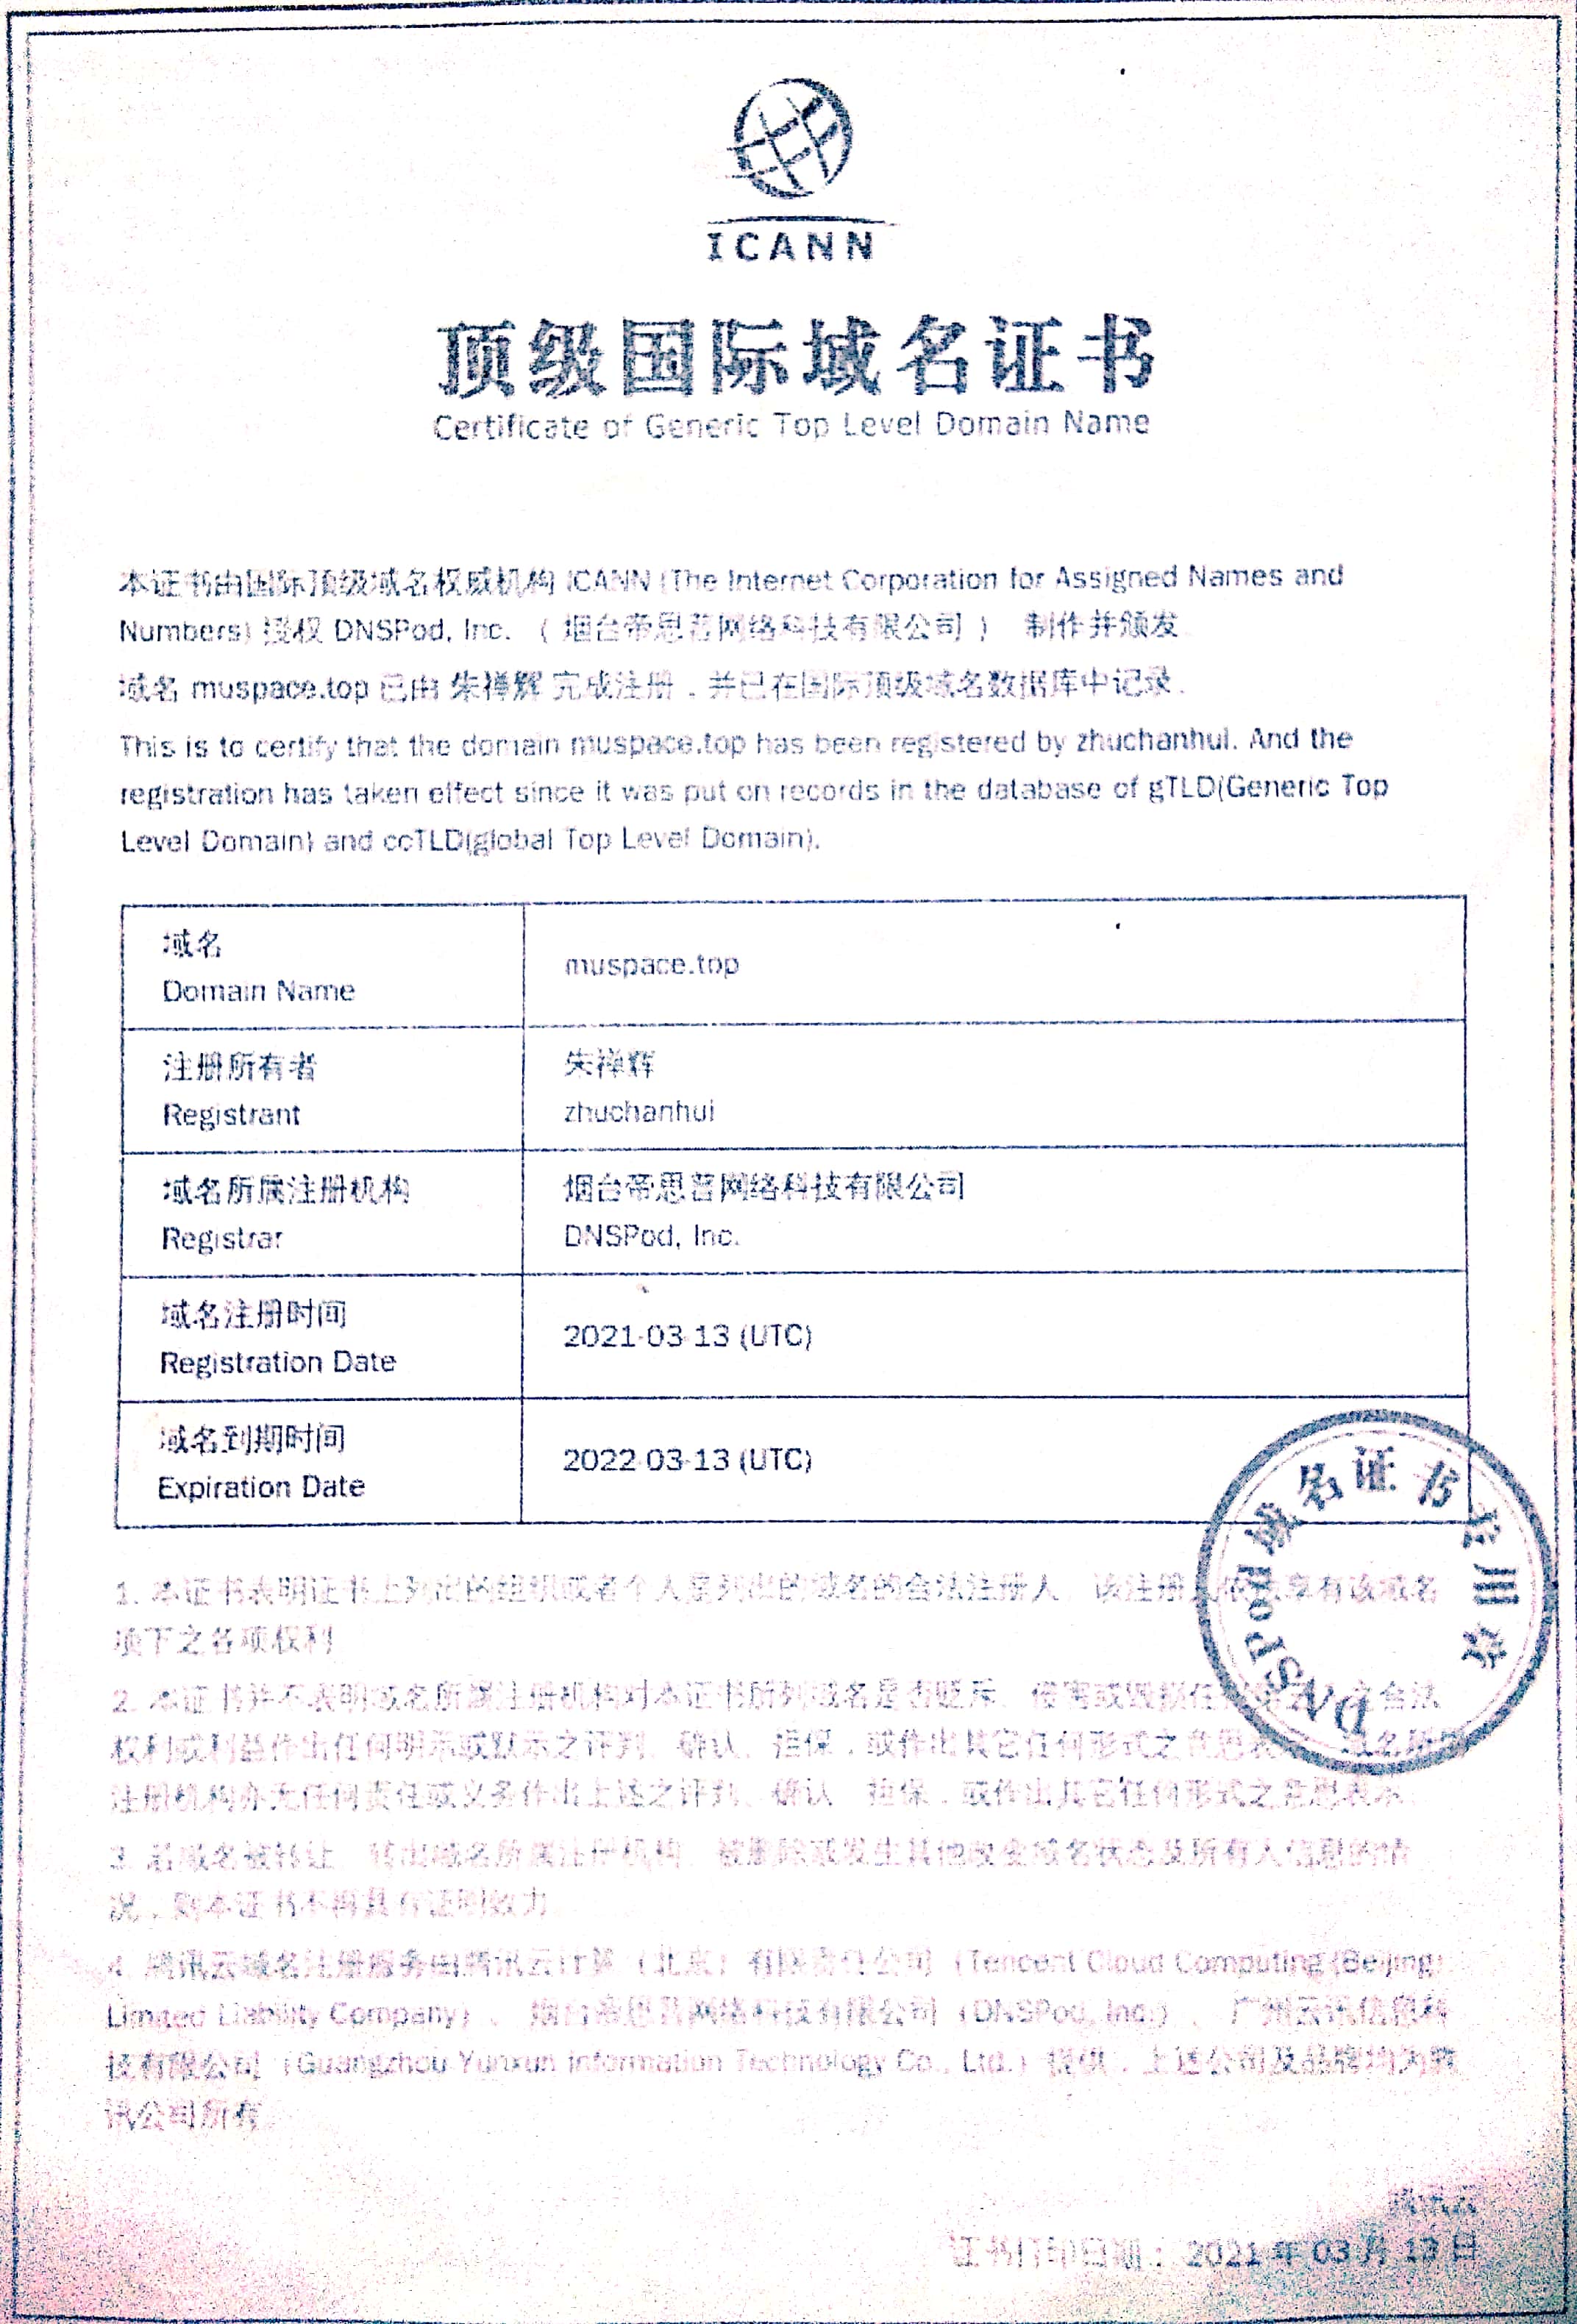 ICANN
顶级国际域名证书
Certificate of Generic Top Level Domain Name
本证书由国际顶级域名权威机构 ICANN (The Internet Corporation for Assigned Names and
Numbers) 授权 DNSPod, Inc. （ 烟台帝思普网络科技有限公司 ） 制作并颁发
域名 muspace.top 已由 朱禅辉 完成注册，并已在国际顶级域名数据库中记录。
This is to certify that the domain muspace.top has been registered by zhuchanhui. And the
registration has taken effect since it was put on records in the database of gTLD(Generic Top
Level Domain) and ccTLD(global Top Level Domain).
域名
Domain Name
muspace.top
注册所有者
Registrant
朱禅辉
zhuchanhui
域名所属注册机构
Registrar
烟台帝思普网络科技有限公司
DNSPod, Inc.
域名注册时间
Registration Date
2021-03-13 (UTC)
域名到期时间
Expiration Date
2022-03-13 (UTC)
DNSPod域名证书专用章
1. 本证书表明证书上列出的组织或者个人是列出的域名的合法注册人。该注册人依法享有该域名
项下之各项权利
2. 本证书并不表明域名所属注册机构对本证书所列域名是否贬斥、侵害或毁损任 之合法
权利或利益作出任何明示或默示之评判、确认、担保，或作出其它任何形式之意思表示。域名所属
注册机构亦无任何责任或义务作出上述之评判、确认、担保，或作出其它任何形式之意思表示
3. 若域名被转让、转出域名所属注册机构、被删除或发生其他改变域名状态及所有人信息的情
况，则本证书不再具有证明效力
4. 腾讯云域名注册服务由腾讯云计算（北京）有限责任公司（Tencent Cloud Computing (Beijing)
Limited Liability Company）、烟台帝思普网络科技有限公司（DNSPod, Inc.）、广州云讯信息科
技有限公司（Guangzhou Yunxun Information Technology Co., Ltd.）提供，上述公司及品牌均为腾
讯公司所有。
腾讯云
证书打印日期： 2021 年 03 月 13 日